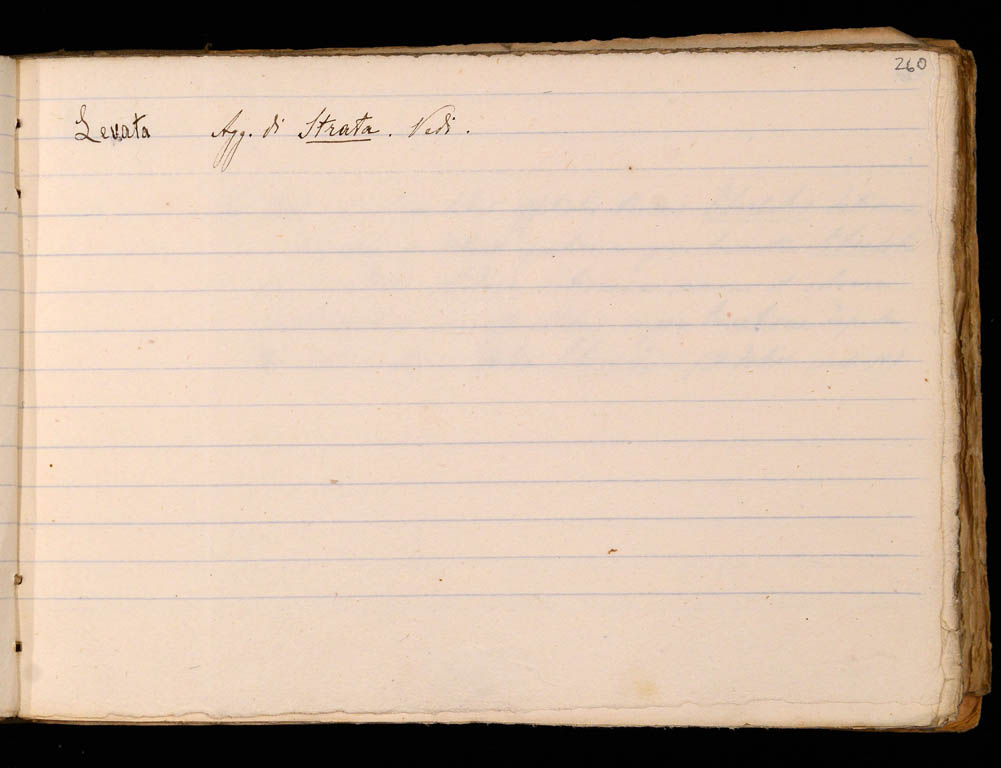 260
Levata Agg. di Strata. Vedi.